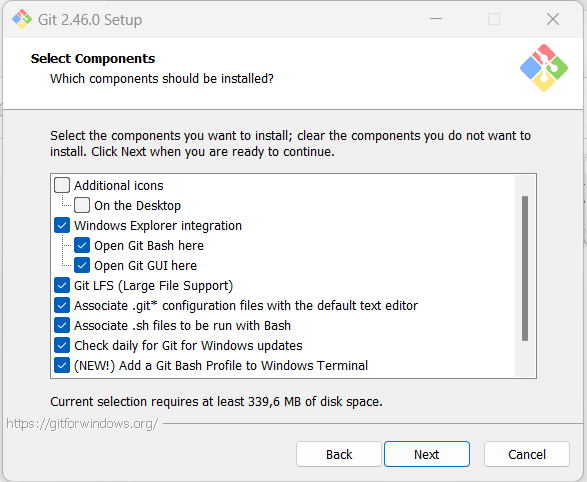 Git 2.46.0 Setup
Select Components
Which components should be installed?
Select the components you want to install; clear the components you do not want to
install. Click Next when you are ready to continue.
Additional icons
On the Desktop
Windows Explorer integration
Open Git Bash here
Open Git GUI here
Git LFS (Large File Support)
Associate .git* configuration files with the default text editor
Associate .sh files to be run with Bash
Check daily for Git for Windows updates
(NEW!) Add a Git Bash Profile to Windows Terminal
Current selection requires at least 339,6 MB of disk space.
https://gitforwindows.org/
Back
Next
Cancel